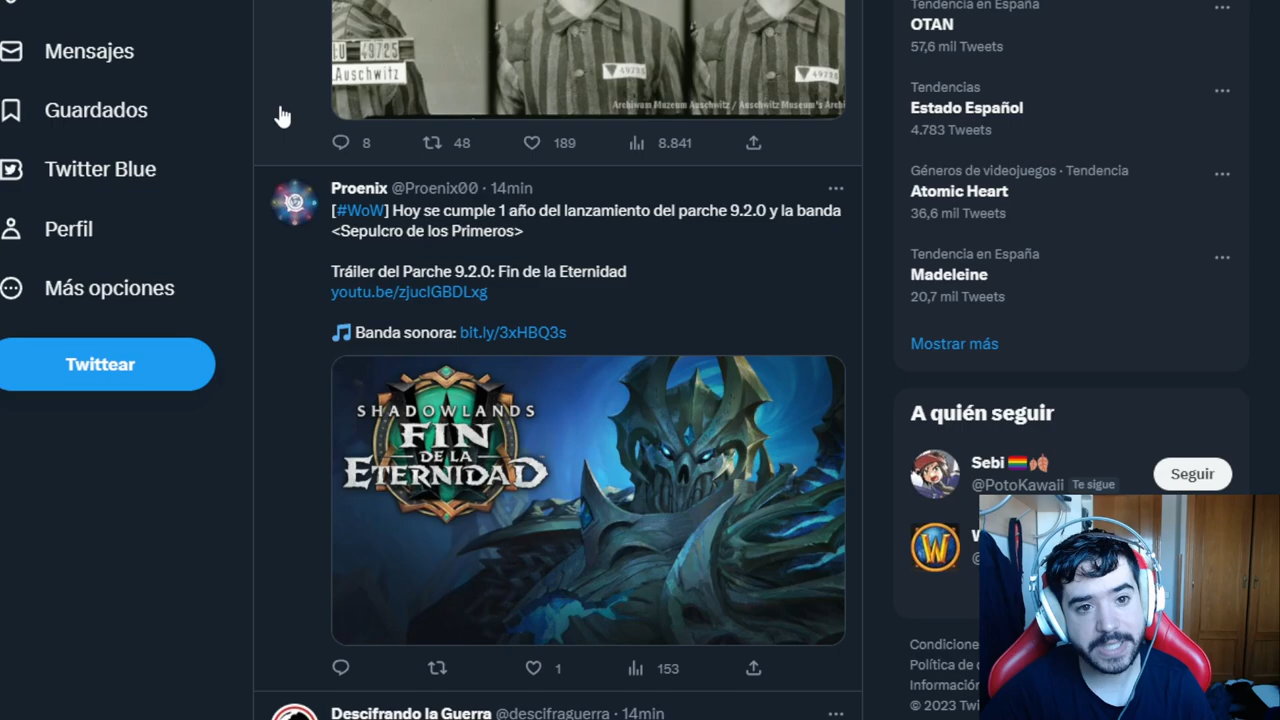 Mensajes
Guardados
Twitter Blue
Perfil
Más opciones
Twittear
49725
Auschwitz
Archiwum Muzeum Auschwitz / Auschwitz Museum's Archi
8
48
189
8.841
Proenix @Proenix00 · 14min
[#WoW] Hoy se cumple 1 año del lanzamiento del parche 9.2.0 y la banda
<Sepulcro de los Primeros>
Tráiler del Parche 9.2.0: Fin de la Eternidad
youtu.be/zjuclGBDLxg
Banda sonora: bit.ly/3xHBQ3s
SHADOWLANDS
FIN
DE LA
ETERNIDAD
1
153
Descifrando la Guerra @descifraguerra · 14min
Tendencia en España
OTAN
57,6 mil Tweets
Tendencias
Estado Español
4.783 Tweets
Géneros de videojuegos · Tendencia
Atomic Heart
36,6 mil Tweets
Tendencia en España
Madeleine
20,7 mil Tweets
Mostrar más
A quién seguir
Sebi
@PotoKawaii Te sigue
Seguir
W
@
Condicione
Política de
Información
© 2023 Twi